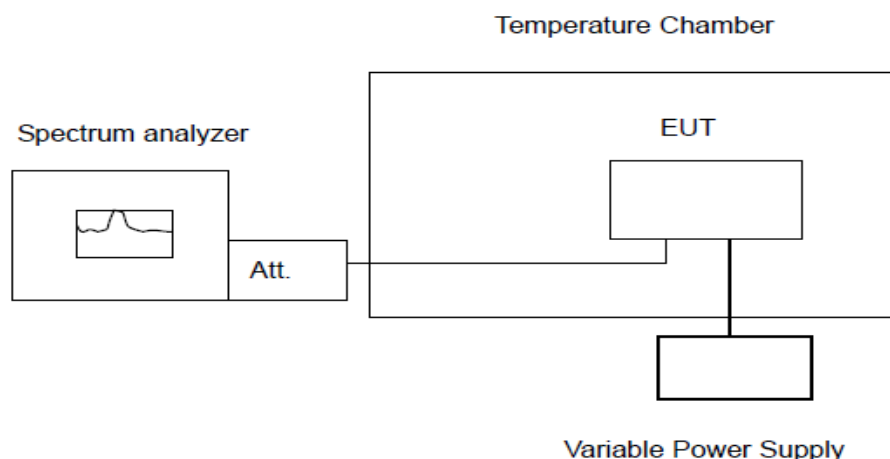 Temperature Chamber
Spectrum analyzer
EUT
Att.
Variable Power Supply